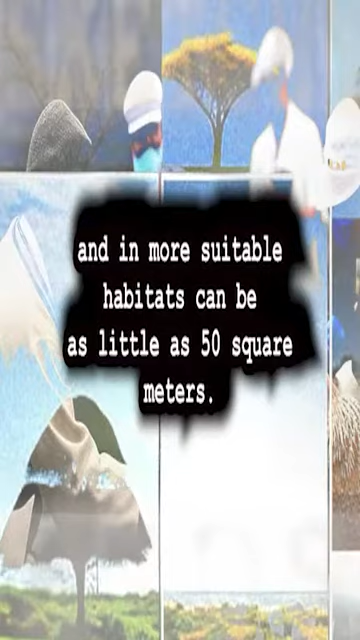 and in more suitable
habitats can be
as little as 50 square
meters.